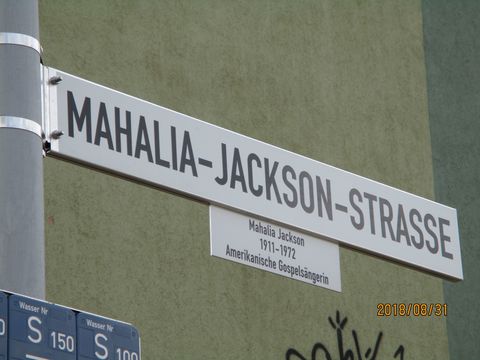 MAHALIA-JACKSON-STRASSE
Mahalia Jackson
1911-1972
Amerikanische Gospelsängerin
Wasser Nr
S 150
Wasser Nr
S 100
2018/08/31